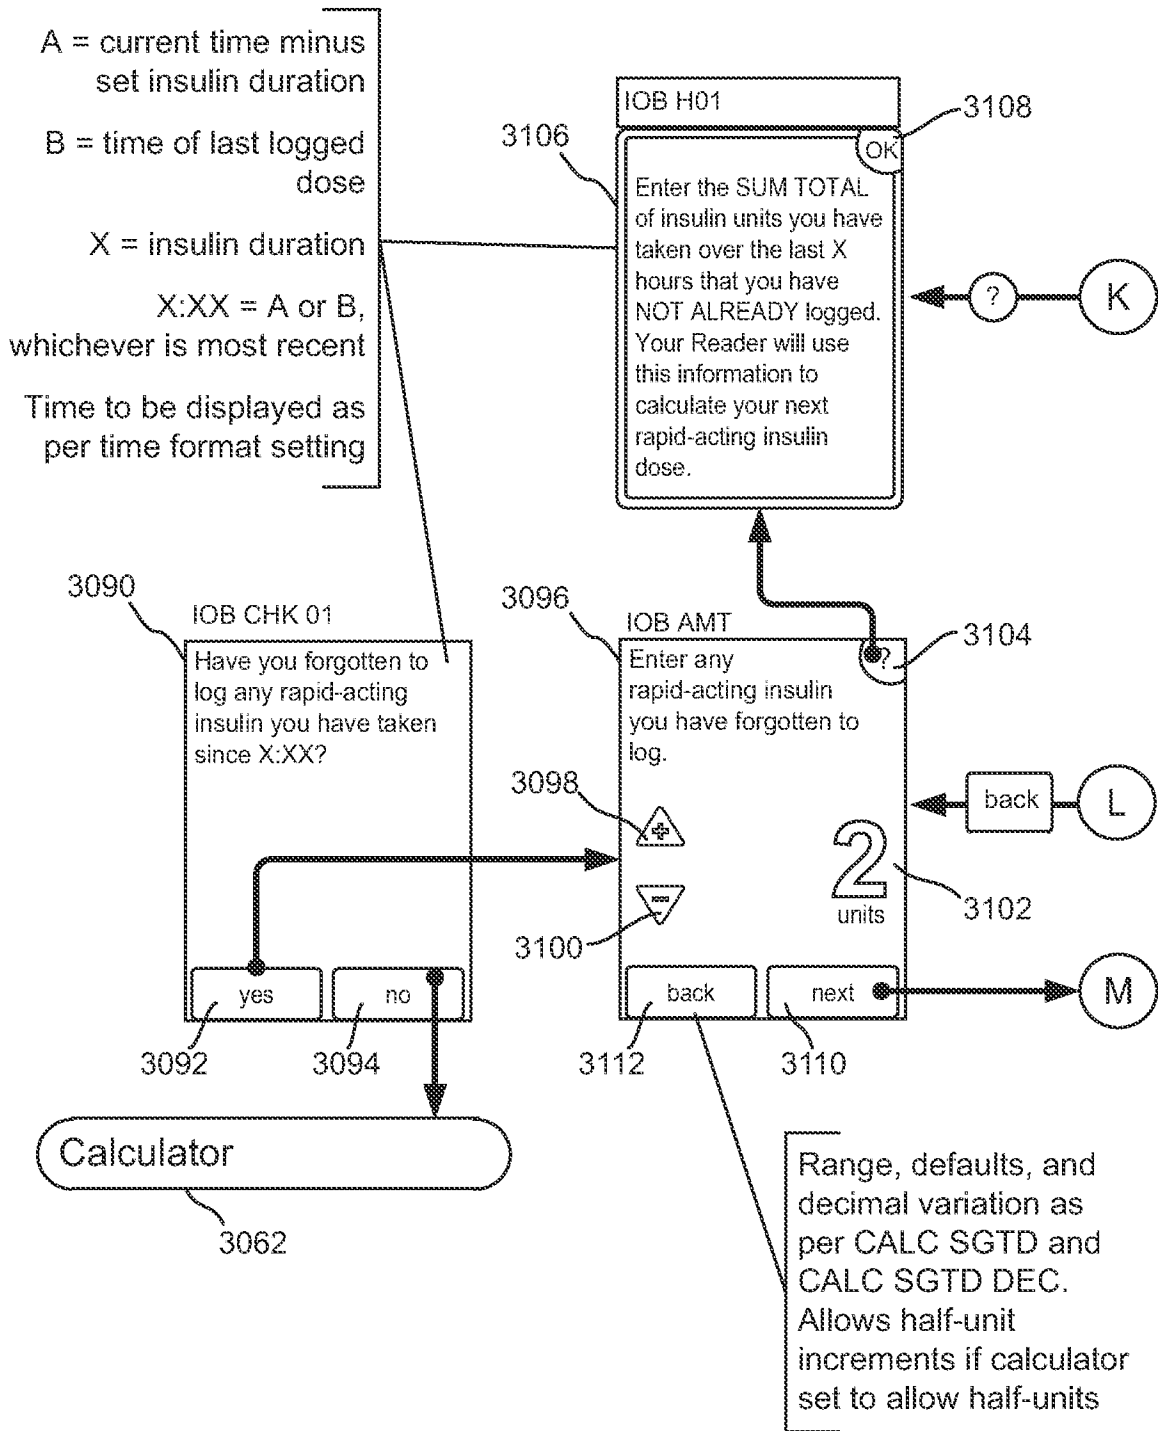 A = current time minus
set insulin duration
B = time of last logged
dose
X = insulin duration
X:XX = A or B,
whichever is most recent
Time to be displayed as
per time format setting
IOB H01
3106
3108
OK
Enter the SUM TOTAL
of insulin units you have
taken over the last X
hours that you have
NOT ALREADY logged.
Your Reader will use
this information to
calculate your next
rapid-acting insulin
dose.
?
K
3090
IOB CHK 01
Have you forgotten to
log any rapid-acting
insulin you have taken
since X:XX?
yes
no
3092
3094
Calculator
3062
3096
IOB AMT
?
3104
Enter any
rapid-acting insulin
you have forgotten to
log.
3098
+
−
3100
2
units
3102
back
L
back
next
M
3112
3110
Range, defaults, and
decimal variation as
per CALC SGTD and
CALC SGTD DEC.
Allows half-unit
increments if calculator
set to allow half-units